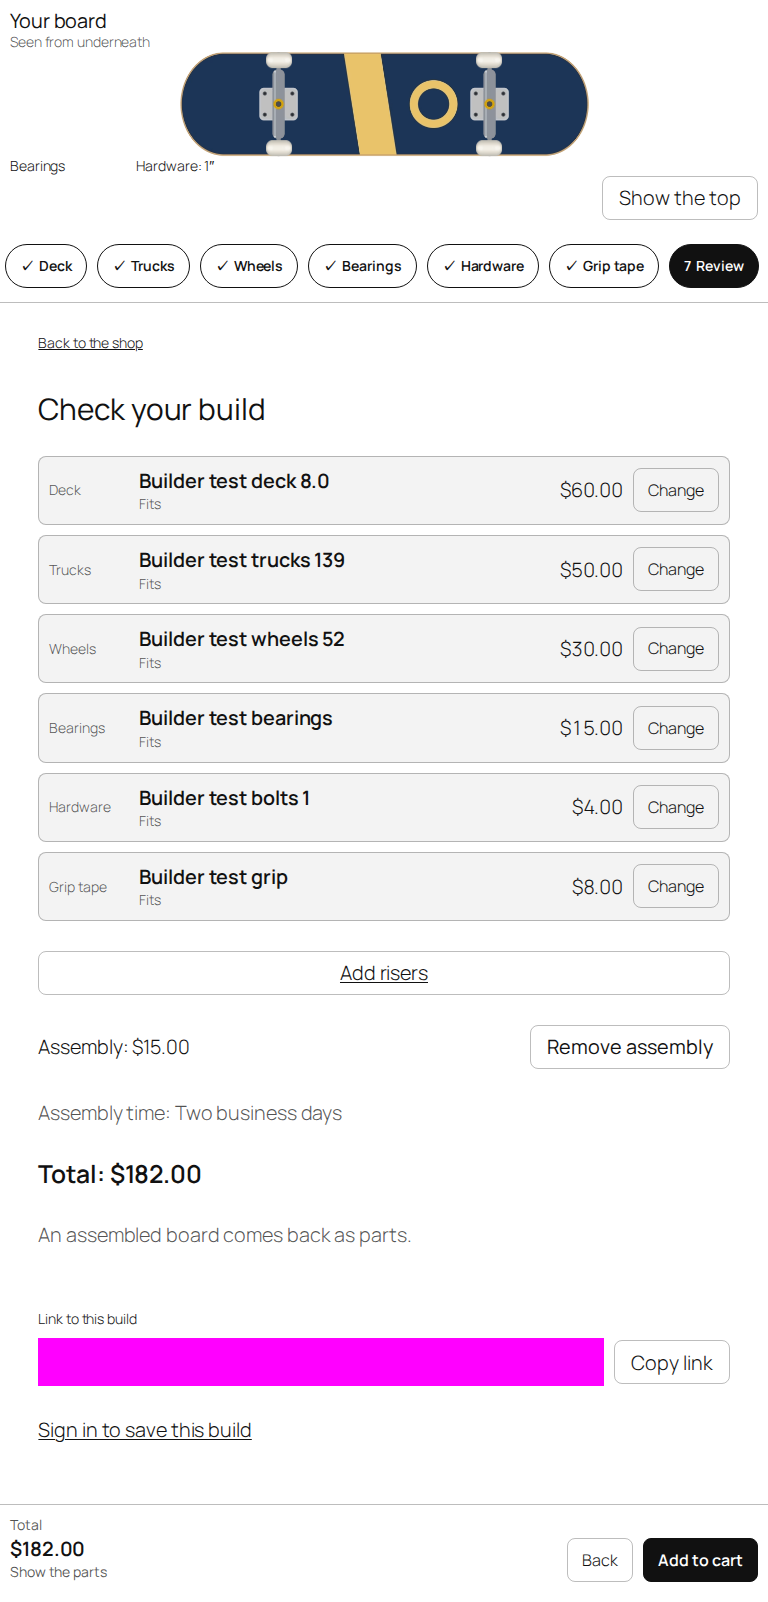 Your board
Seen from underneath
Bearings
Hardware: 1″
Show the top
✓ Deck
✓ Trucks
✓ Wheels
✓ Bearings
✓ Hardware
✓ Grip tape
7 Review
Back to the shop
Check your build
Deck
Builder test deck 8.0
Fits
$60.00
Change
Trucks
Builder test trucks 139
Fits
$50.00
Change
Wheels
Builder test wheels 52
Fits
$30.00
Change
Bearings
Builder test bearings
Fits
$15.00
Change
Hardware
Builder test bolts 1
Fits
$4.00
Change
Grip tape
Builder test grip
Fits
$8.00
Change
Add risers
Assembly: $15.00
Remove assembly
Assembly time: Two business days
Total: $182.00
An assembled board comes back as parts.
Link to this build
Copy link
Sign in to save this build
Total
$182.00
Show the parts
Back
Add to cart